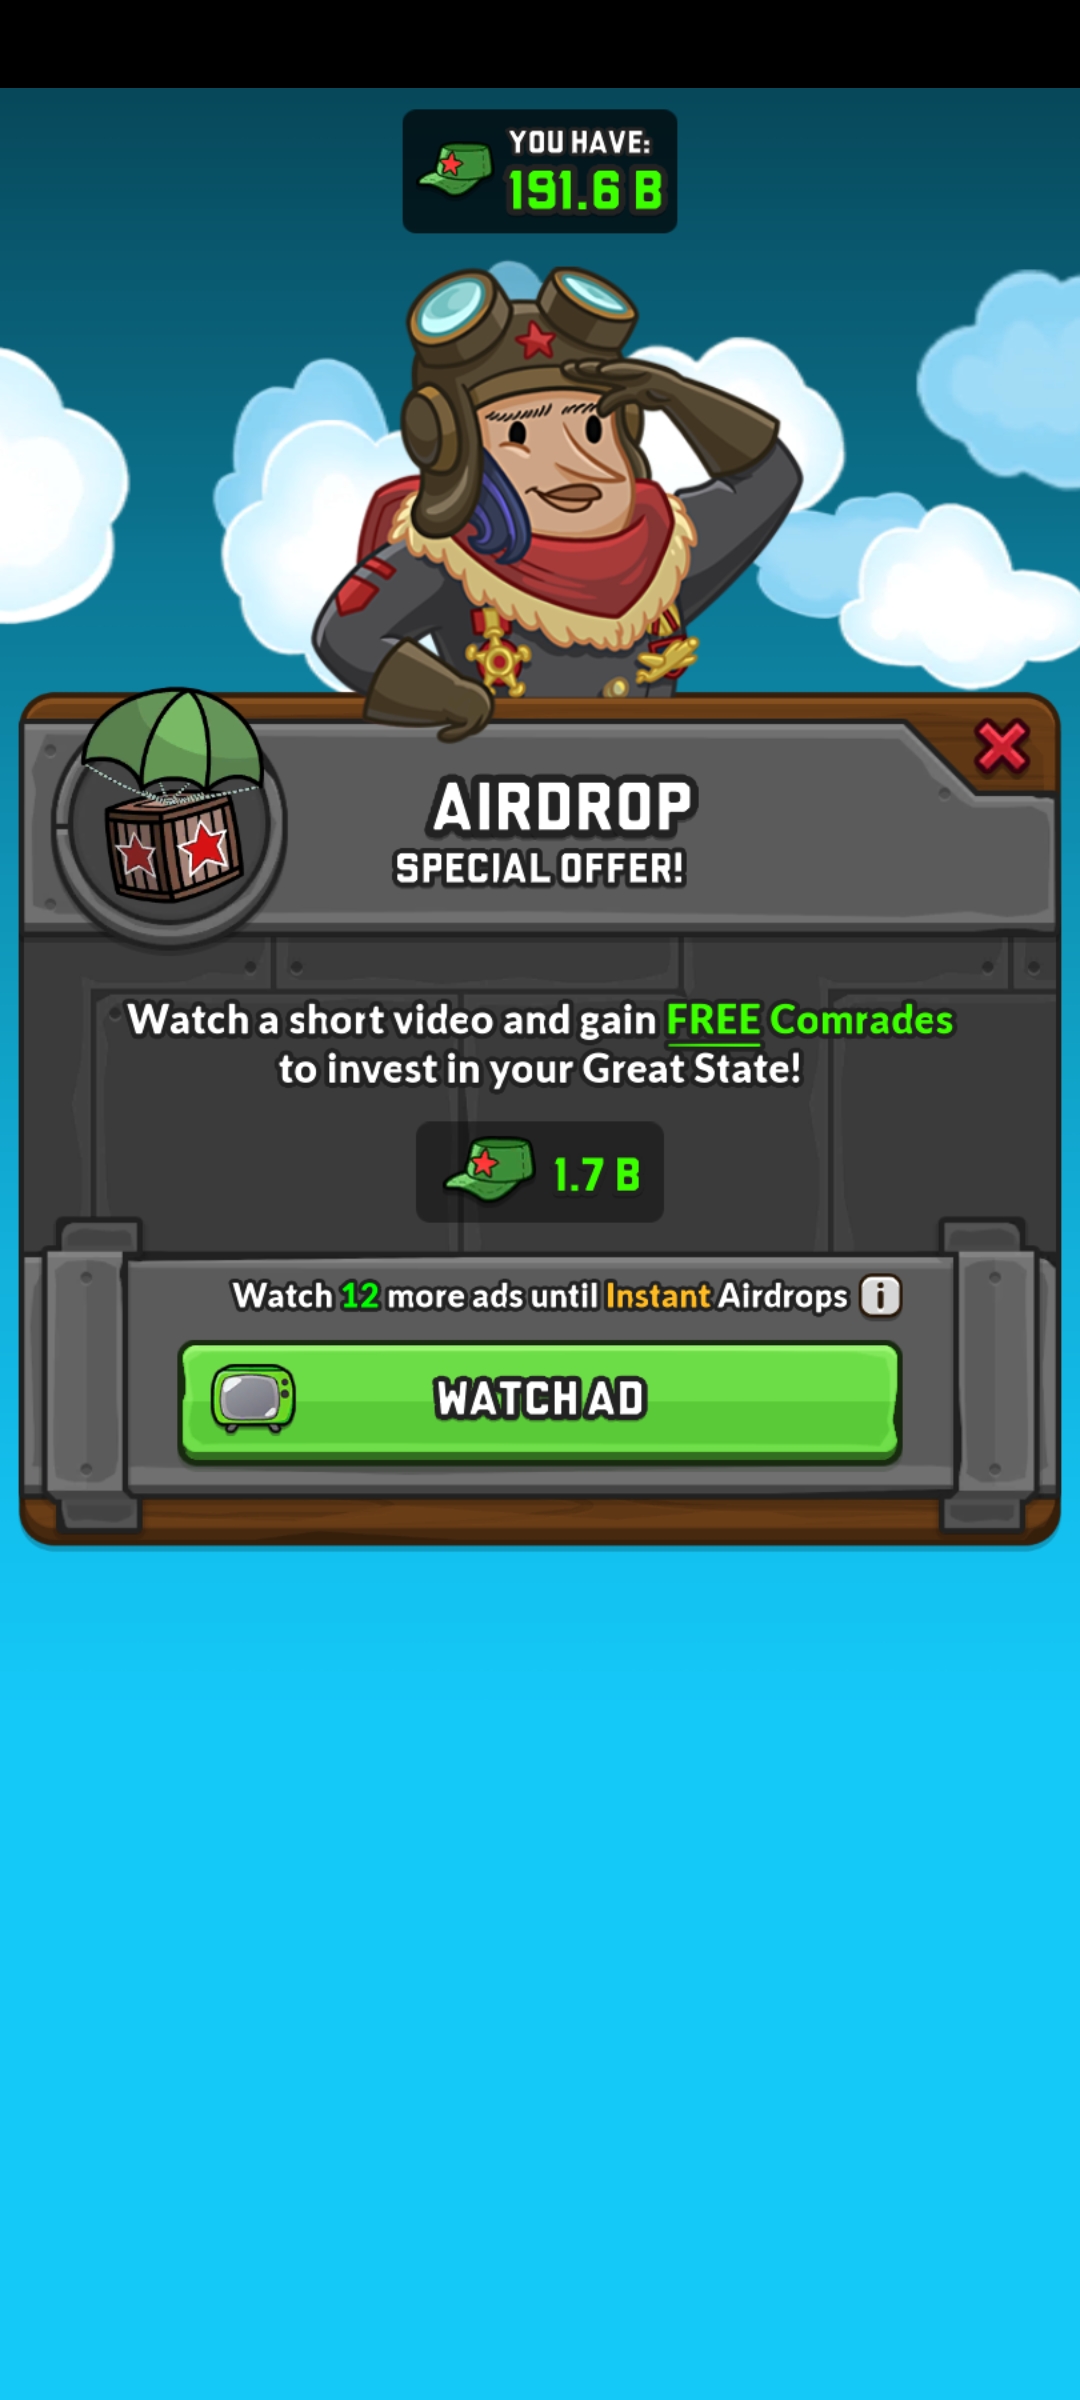 YOU HAVE:
191.6 B
AIRDROP
SPECIAL OFFER!
Watch a short video and gain FREE Comrades
to invest in your Great State!
1.7 B
Watch 12 more ads until Instant Airdrops i
WATCH AD